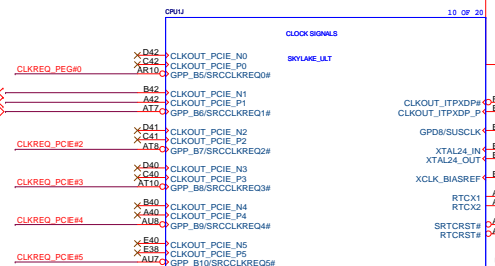 CPU1J 10 OF 20
CLOCK SIGNALS
SKYLAKE_ULT
D42 CLKOUT_PCIE_N0
C42 CLKOUT_PCIE_P0
CLKREQ_PEG#0 AR10 GPP_B5/SRCCLKREQ0#
B42 CLKOUT_PCIE_N1
A42 CLKOUT_PCIE_P1 CLKOUT_ITPXDP#
AT7 GPP_B6/SRCCLKREQ1# CLKOUT_ITPXDP_P
D41 CLKOUT_PCIE_N2 GPD8/SUSCLK
C41 CLKOUT_PCIE_P2
CLKREQ_PCIE#2 AT8 GPP_B7/SRCCLKREQ2# XTAL24_IN
XTAL24_OUT
D40 CLKOUT_PCIE_N3
C40 CLKOUT_PCIE_P3 XCLK_BIASREF
CLKREQ_PCIE#3 AT10 GPP_B8/SRCCLKREQ3#
RTCX1
B40 CLKOUT_PCIE_N4 RTCX2
A40 CLKOUT_PCIE_P4
CLKREQ_PCIE#4 AU8 GPP_B9/SRCCLKREQ4# SRTCRST#
RTCRST#
E40 CLKOUT_PCIE_N5
E38 CLKOUT_PCIE_P5
CLKREQ_PCIE#5 AU7 GPP_B10/SRCCLKREQ5#